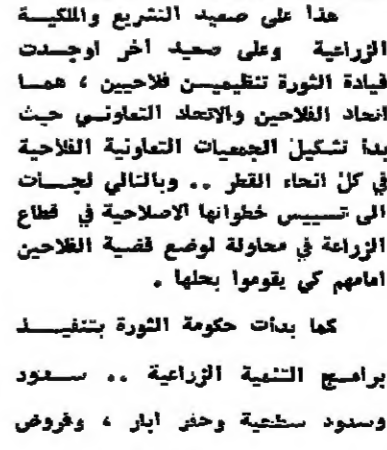 هذا على صعيد التشريع والملكية
الزراعية وعلى صعيد آخر اوجدت
قيادة الثورة تنظيمين فلاحيين ، هما
اتحاد الفلاحين والاتحاد التعاوني حيث
بدأ تشكيل الجمعيات التعاونية الفلاحية
في كل انحاء القطر .. وبالتالي لجأت
الى تسييس خطواتها الاصلاحية في قطاع
الزراعة في محاولة لوضع قضية الفلاحين
امامهم كي يقوموا بحلها .
كما بدأت حكومة الثورة بتنفيذ
برامج التنمية الزراعية .. سدود
وسدود سطحية وحفر ابار ، وقروض